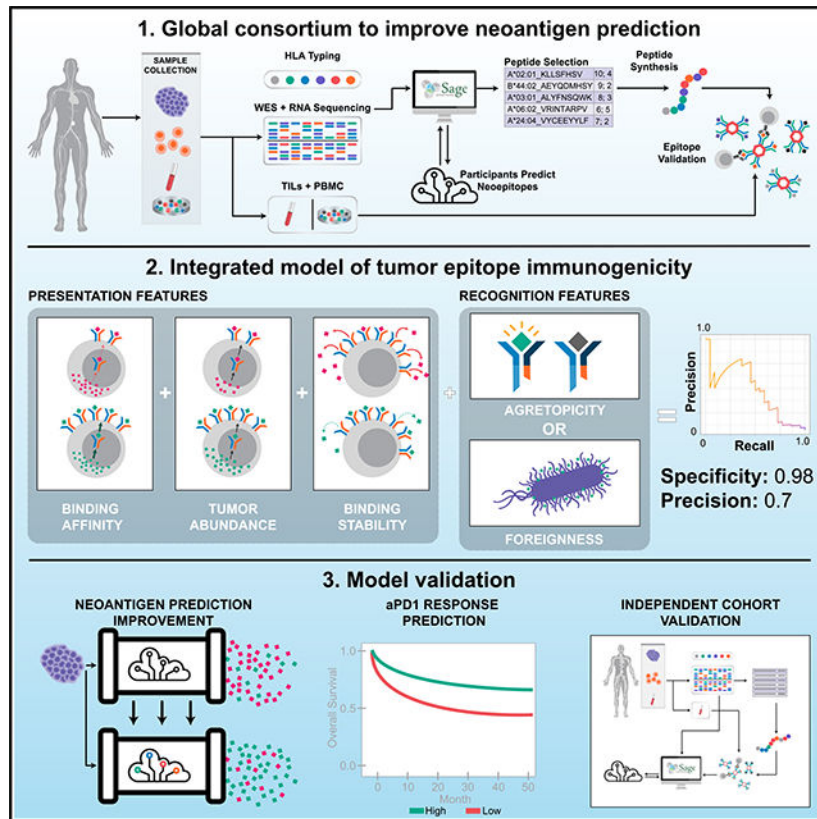 1. Global consortium to improve neoantigen prediction
SAMPLE
COLLECTION
HLA Typing
WES + RNA Sequencing
TILs + PBMC
Sage
Participants Predict
Neoepitopes
Peptide Selection
A*02:01_KLLSFHSV 10; 4
B*44:02_AEYQDMHSY 9; 2
A*03:01_ALYFNSQWK 8; 3
A*06:02_VRINTARPV 6; 5
A*24:04_VYCEEYYLF 7; 2
Peptide
Synthesis
Epitope
Validation
2. Integrated model of tumor epitope immunogenicity
PRESENTATION FEATURES
+
+
BINDING
AFFINITY
TUMOR
ABUNDANCE
BINDING
STABILITY
+
RECOGNITION FEATURES
AGRETOPICITY
OR
FOREIGNNESS
=
1.0
Precision
0
0
Recall
1.0
Specificity: 0.98
Precision: 0.7
3. Model validation
NEOANTIGEN PREDICTION
IMPROVEMENT
aPD1 RESPONSE
PREDICTION
Overall Survival
1.0
0.5
0.0
0 10 20 30 40 50
Month
High Low
INDEPENDENT COHORT
VALIDATION
Sage